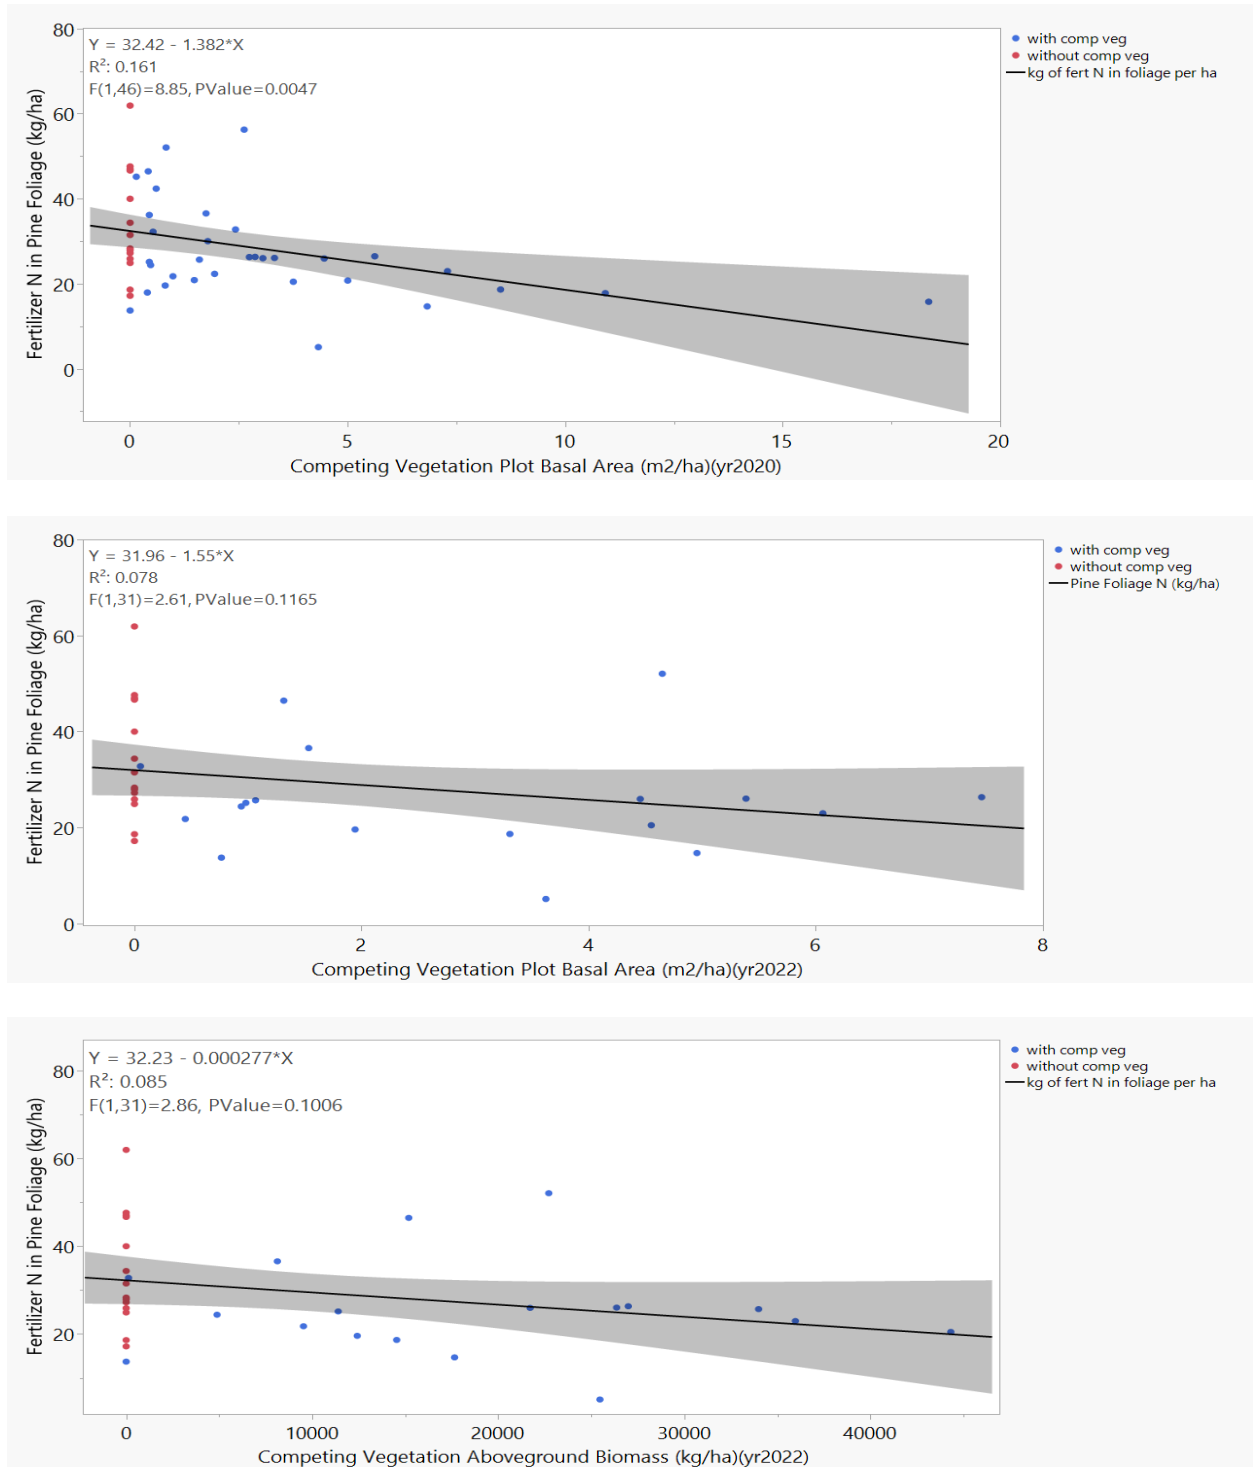 80
60
40
20
0
Fertilizer N in Pine Foliage (kg/ha)
Y = 32.42 - 1.382*X
R²: 0.161
F(1,46)=8.85, PValue=0.0047
with comp veg
without comp veg
kg of fert N in foliage per ha
0 5 10 15 20
Competing Vegetation Plot Basal Area (m2/ha)(yr2020)
80
60
40
20
0
Fertilizer N in Pine Foliage (kg/ha)
Y = 31.96 - 1.55*X
R²: 0.078
F(1,31)=2.61, PValue=0.1165
with comp veg
without comp veg
Pine Foliage N (kg/ha)
0 2 4 6 8
Competing Vegetation Plot Basal Area (m2/ha)(yr2022)
80
60
40
20
Fertilizer N in Pine Foliage (kg/ha)
Y = 32.23 - 0.000277*X
R²: 0.085
F(1,31)=2.86, PValue=0.1006
with comp veg
without comp veg
kg of fert N in foliage per ha
0 10000 20000 30000 40000
Competing Vegetation Aboveground Biomass (kg/ha)(yr2022)